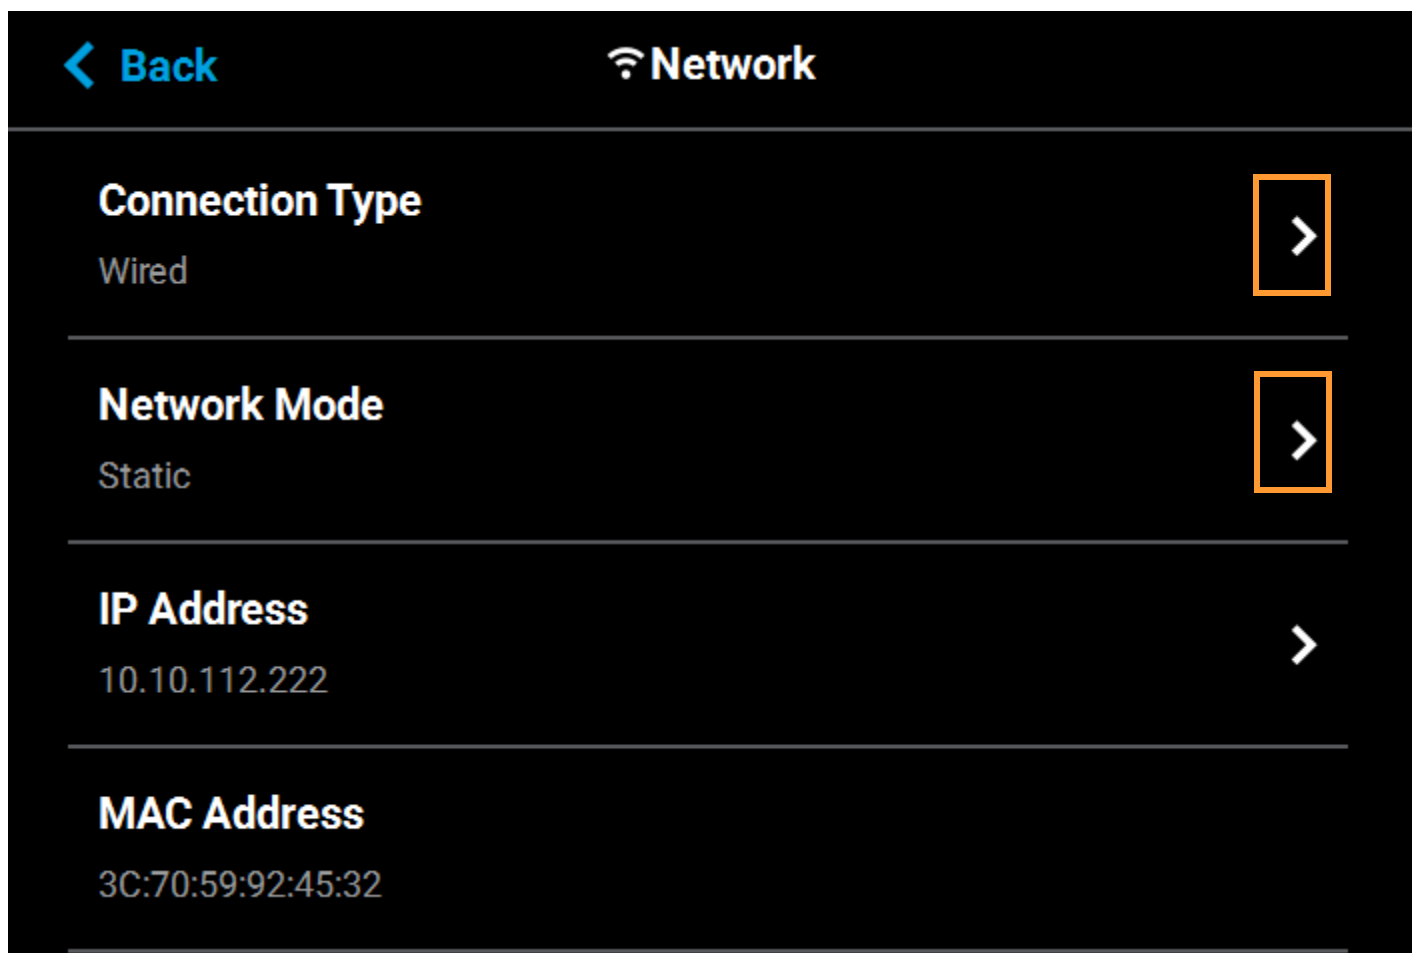 Back
Network
Connection Type
Wired
Network Mode
Static
IP Address
10.10.112.222
MAC Address
3C:70:59:92:45:32